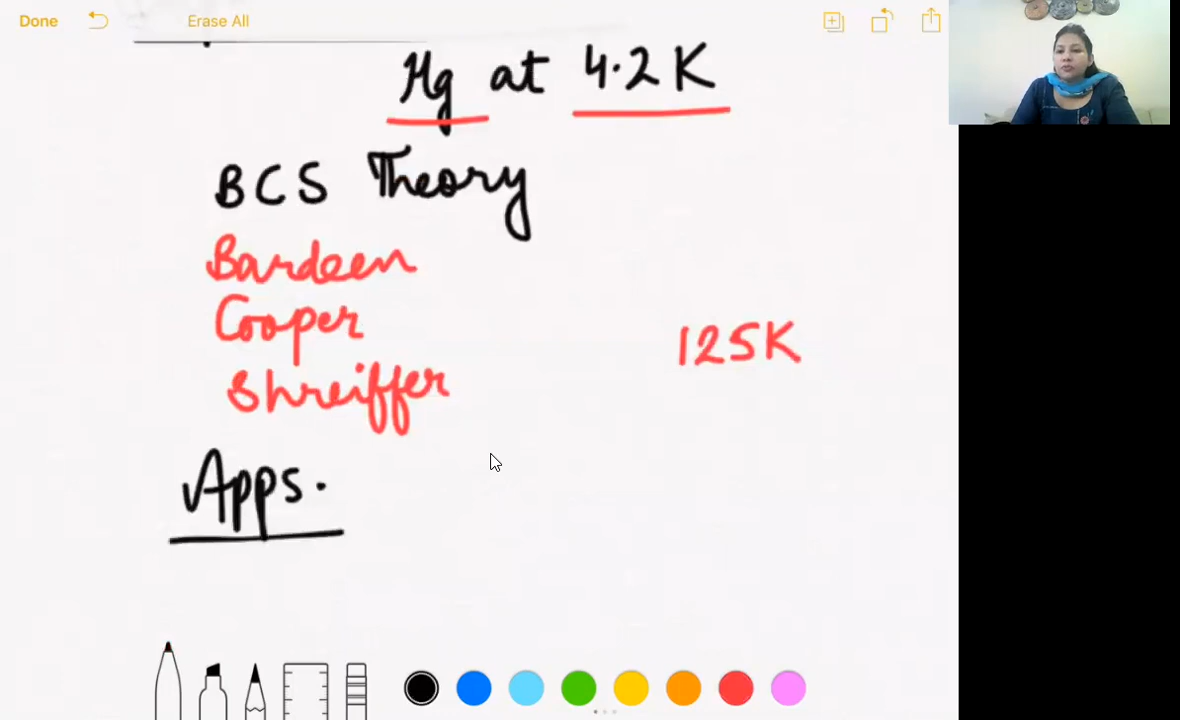 Done Erase All
Hg at 4.2 K
BCS Theory
Bardeen
Cooper
125K
Shreiffer
Apps.